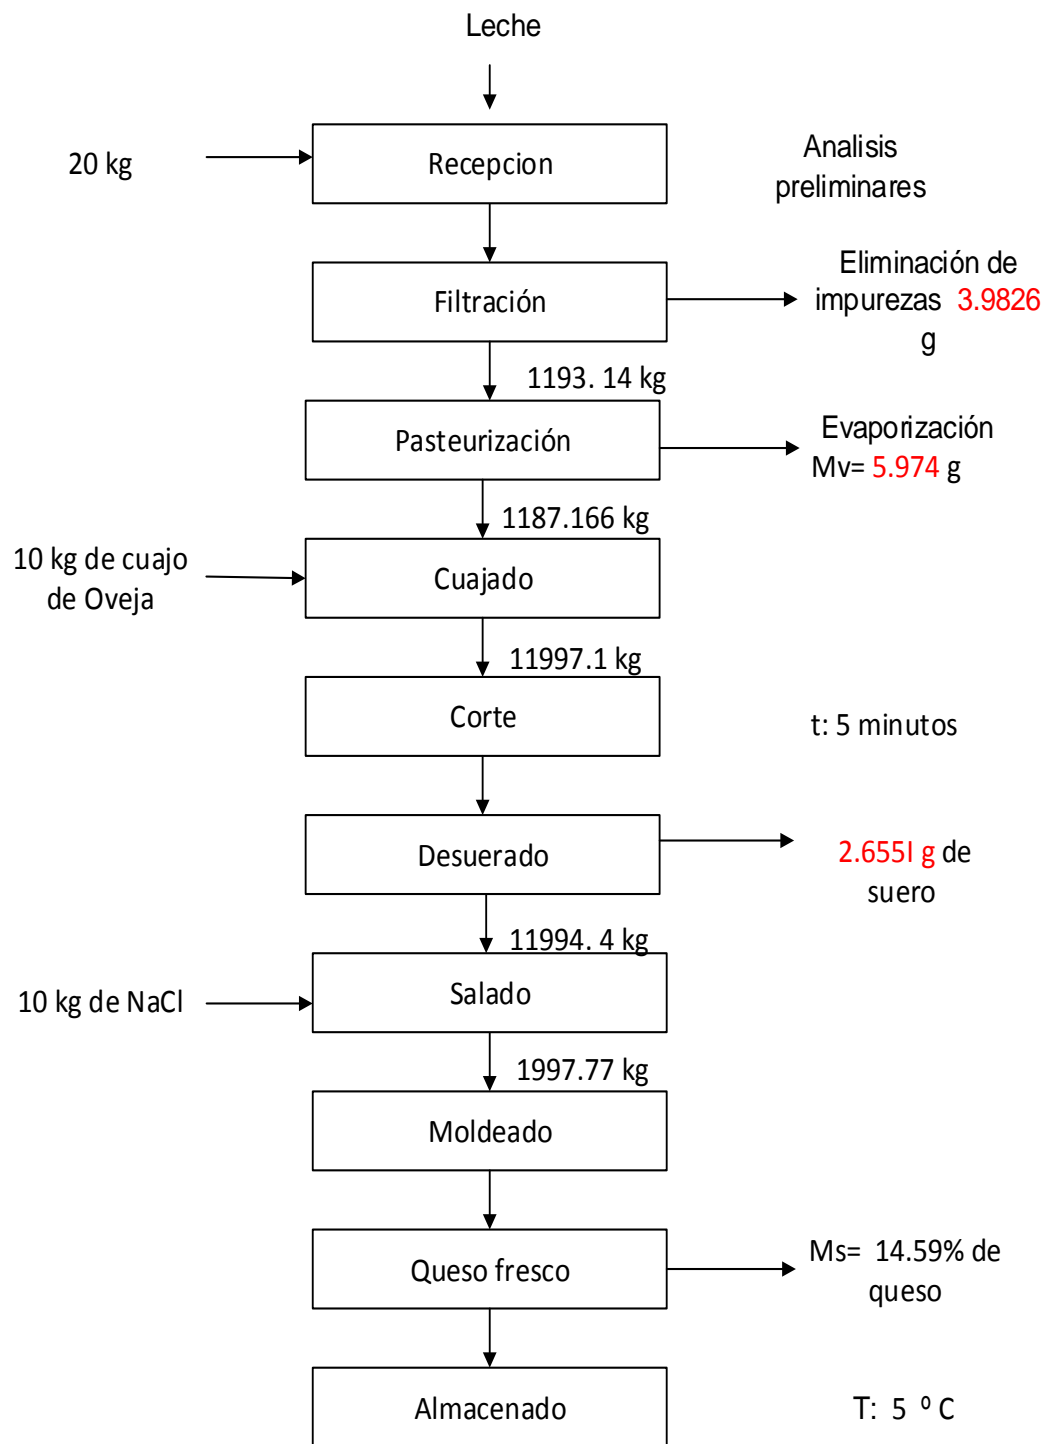 Leche
20 kg
Recepcion
Analisis
preliminares
Filtración
Eliminación de
impurezas 3.9826
g
1193. 14 kg
Pasteurización
Evaporización
Mv= 5.974 g
1187.166 kg
10 kg de cuajo
de Oveja
Cuajado
11997.1 kg
Corte
t: 5 minutos
Desuerado
2.655l g de
suero
11994. 4 kg
10 kg de NaCl
Salado
1997.77 kg
Moldeado
Queso fresco
Ms= 14.59% de
queso
Almacenado
T: 5 º C